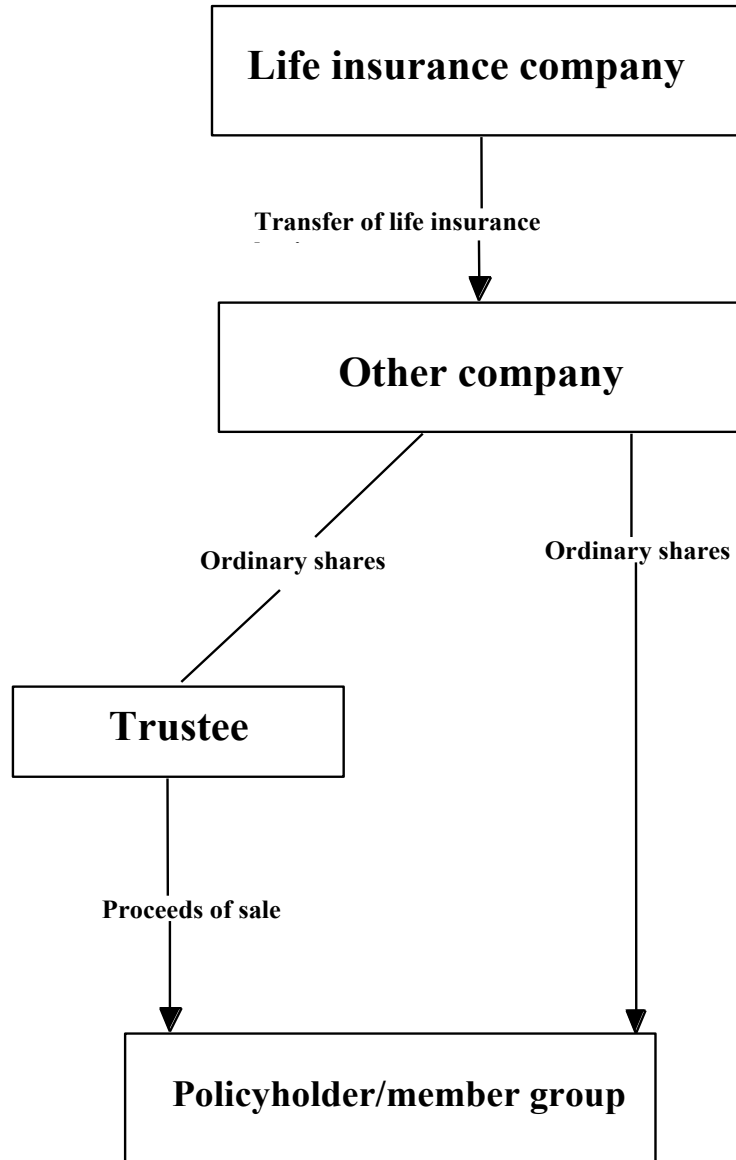 Life insurance company
Transfer of life insurance
Other company
Ordinary shares
Ordinary shares
Trustee
Proceeds of sale
Policyholder/member group